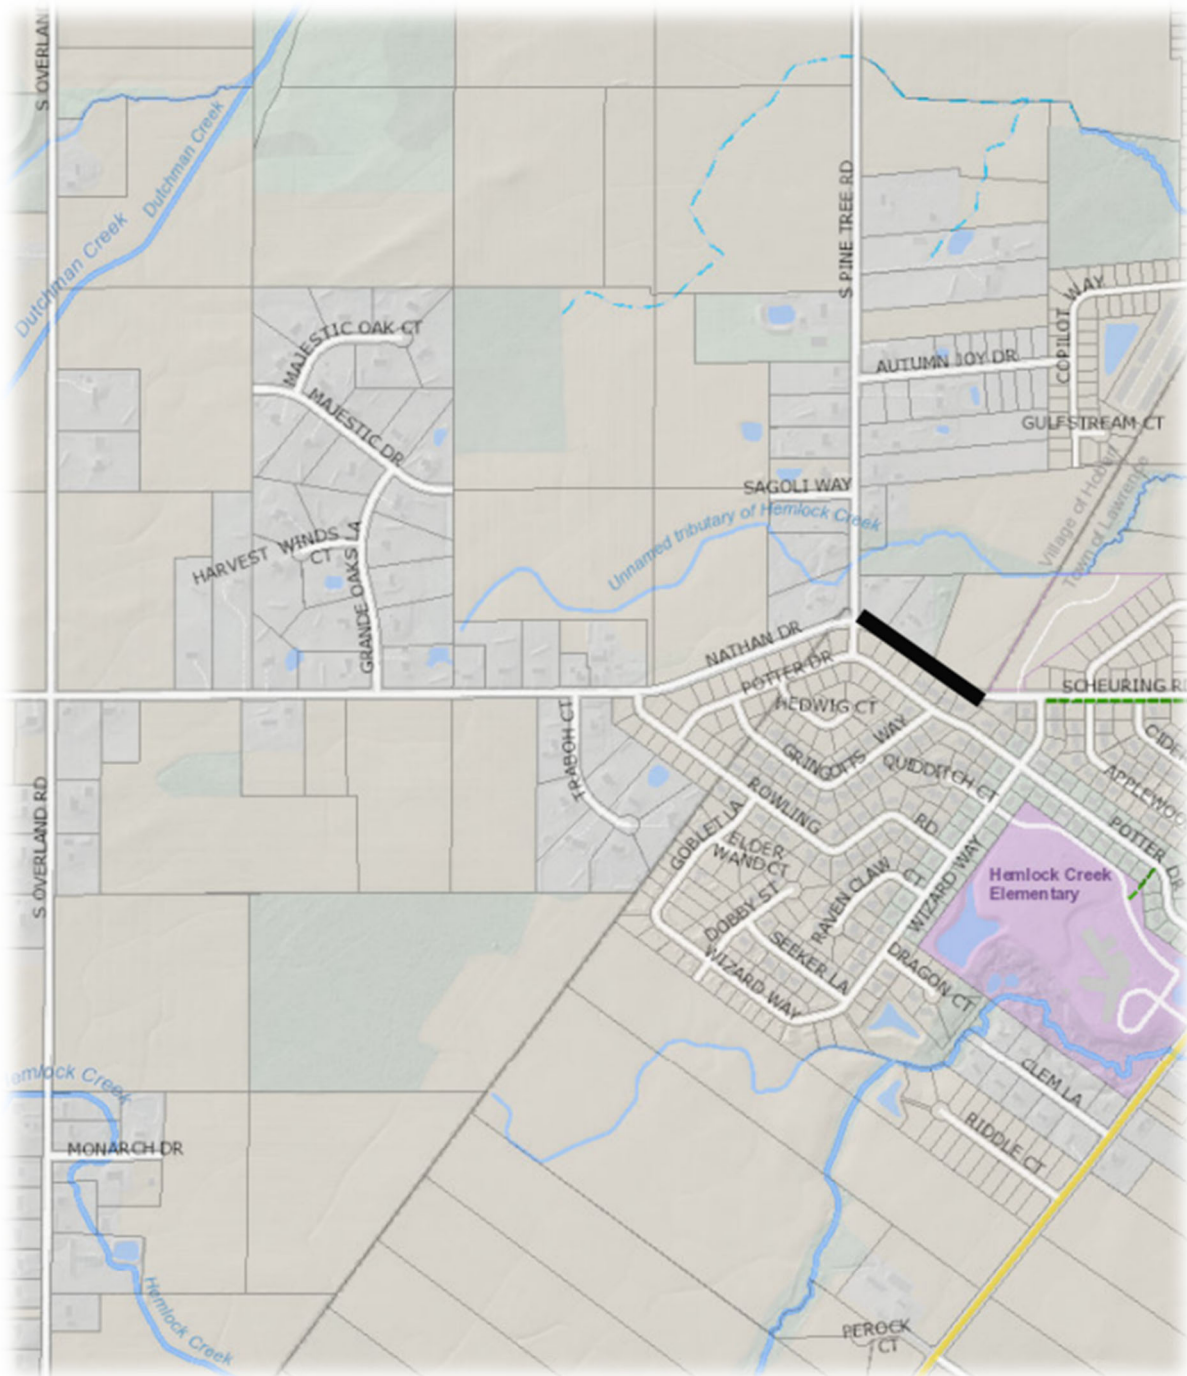 S OVERLAN
Dutchman Creek
Dutchman Creek
S PINE TREE RD
COPILOT WAY
MAJESTIC OAK CT
AUTUMN JOY DR
MAJESTIC DR
GULFSTREAM CT
SAGOLI WAY
Unnamed tributary of Hemlock Creek
Village of Hobart
Town of Lawrence
HARVEST WINDS
CT
GRANDE OAKS LA
NATHAN DR
POTTER DR
SCHEURING R
HEDWIG CT
TRABOH CT
GRINGOTTS WAY
QUIDDITCH CT
CIDER
APPLEWOO
S OVERLAND RD
ROWLING RD
GOBLET LA
ELDER
WAND CT
POTTER DR
WIZARD WAY
RAVEN CLAW CT
Hemlock Creek
Elementary
DOBBY ST
SEEKER LA
WIZARD WAY
DRAGON CT
Hemlock Creek
CLEM LA
MONARCH DR
RIDDLE CT
Hemlock Creek
PEROCK
CT